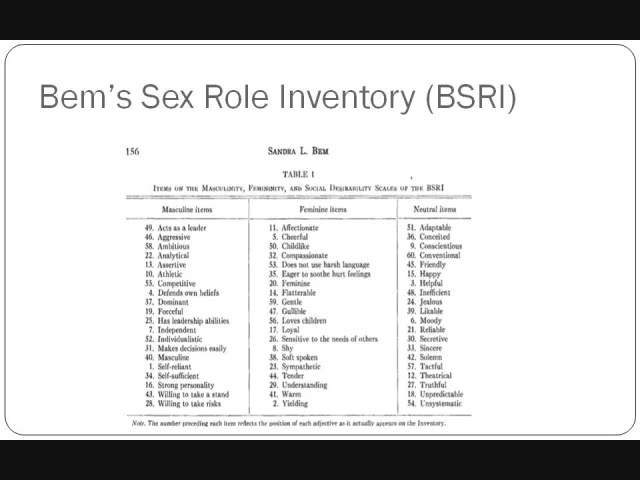 Bem's Sex Role Inventory (BSRI)
156 SANDRA L. BEM
TABLE 1
ITEMS ON THE MASCULINITY, FEMININITY, AND SOCIAL DESIRABILITY SCALES OF THE BSRI
Masculine items Feminine items Neutral items
49. Acts as a leader 11. Affectionate 51. Adaptable
46. Aggressive 5. Cheerful 36. Conceited
58. Ambitious 50. Childlike 9. Conscientious
22. Analytical 32. Compassionate 60. Conventional
13. Assertive 53. Does not use harsh language 45. Friendly
10. Athletic 35. Eager to soothe hurt feelings 15. Happy
55. Competitive 20. Feminine 3. Helpful
4. Defends own beliefs 14. Flatterable 48. Inefficient
37. Dominant 59. Gentle 24. Jealous
19. Forceful 47. Gullible 39. Likable
25. Has leadership abilities 56. Loves children 6. Moody
7. Independent 17. Loyal 21. Reliable
52. Individualistic 26. Sensitive to the needs of others 30. Secretive
31. Makes decisions easily 8. Shy 33. Sincere
40. Masculine 38. Soft spoken 42. Solemn
1. Self-reliant 23. Sympathetic 57. Tactful
34. Self-sufficient 44. Tender 12. Theatrical
16. Strong personality 29. Understanding 27. Truthful
43. Willing to take a stand 41. Warm 18. Unpredictable
28. Willing to take risks 2. Yielding 54. Unsystematic
Note. The number preceding each item reflects the position of each adjective as it actually appears on the Inventory.